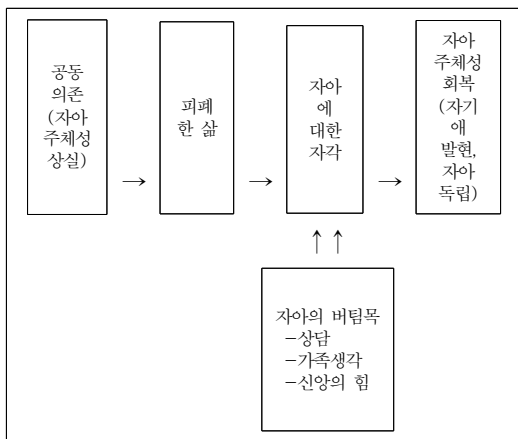 공동
의존
(자아
주체성
상실)
→
피폐
한 삶
→
자아
에
대한
자각
→
자아
주체성
회복
(자기
애
발현,
자아
독립)
↑↑
자아의 버팀목
-상담
-가족생각
-신앙의 힘